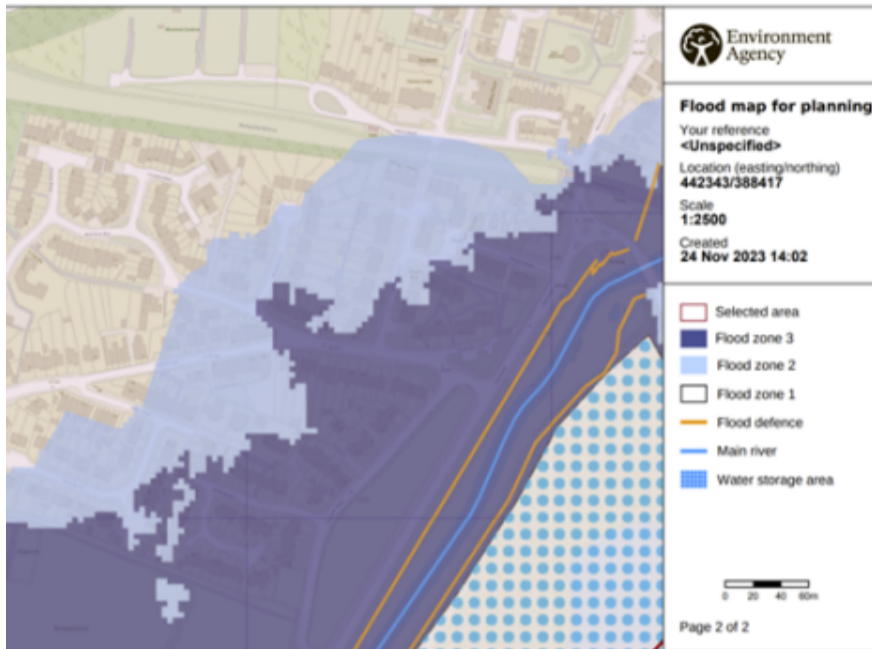 Environment
Agency
Flood map for planning
Your reference
<Unspecified>
Location (easting/northing)
442343/388417
Scale
1:2500
Created
24 Nov 2023 14:02
Selected area
Flood zone 3
Flood zone 2
Flood zone 1
Flood defence
Main river
Water storage area
0 20 40 60m
Page 2 of 2